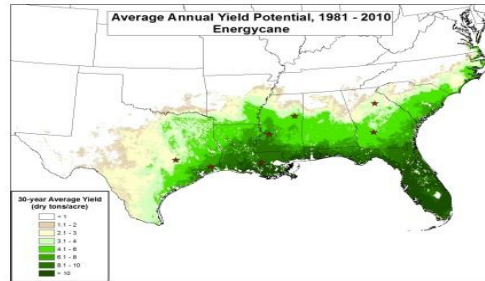 Average Annual Yield Potential, 1981 - 2010
Energycane
30-year Average Yield
(dry tons/acre)
< 1
1.1 - 2
2.1 - 3
3.1 - 4
4.1 - 6
6.1 - 8
8.1 - 10
> 10